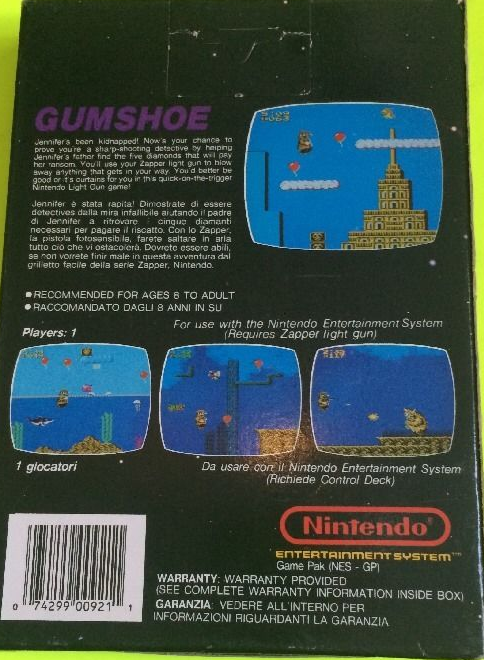 GUMSHOE
Jennifer's been kidnapped! Now's your chance to
prove you're a sharp-shooting detective by helping
Jennifer's father find the five diamonds that will pay
her ransom. You'll use your Zapper light gun to blow
away anything that gets in your way. You'd better be
good or it's curtains for you in this quick-on-the-trigger
Nintendo Light Gun game!
Jennifer è stata rapita! Dimostrate di essere
detectives dalla mira infallibile aiutando il padre
di Jennifer a ritrovare i cinque diamanti
necessari per pagare il riscatto. Con lo Zapper,
la pistola fotosensibile, farete saltare in aria
tutto ciò che vi ostacolerà. Dovrete essere abili,
se non vorrete finir male in questa avventura dal
grilletto facile della serie Zapper, Nintendo.
RECOMMENDED FOR AGES 8 TO ADULT
RACCOMANDATO DAGLI 8 ANNI IN SU
Players: 1
For use with the Nintendo Entertainment System
(Requires Zapper light gun)
1 giocatori
Da usare con il Nintendo Entertainment System
(Richiede Control Deck)
Nintendo®
ENTERTAINMENT SYSTEM™
Game Pak (NES - GP)
WARRANTY: WARRANTY PROVIDED
(SEE COMPLETE WARRANTY INFORMATION INSIDE BOX)
GARANZIA: VEDERE ALL'INTERNO PER
INFORMAZIONI RIGUARDANTI LA GARANZIA
0 74299 00921 1